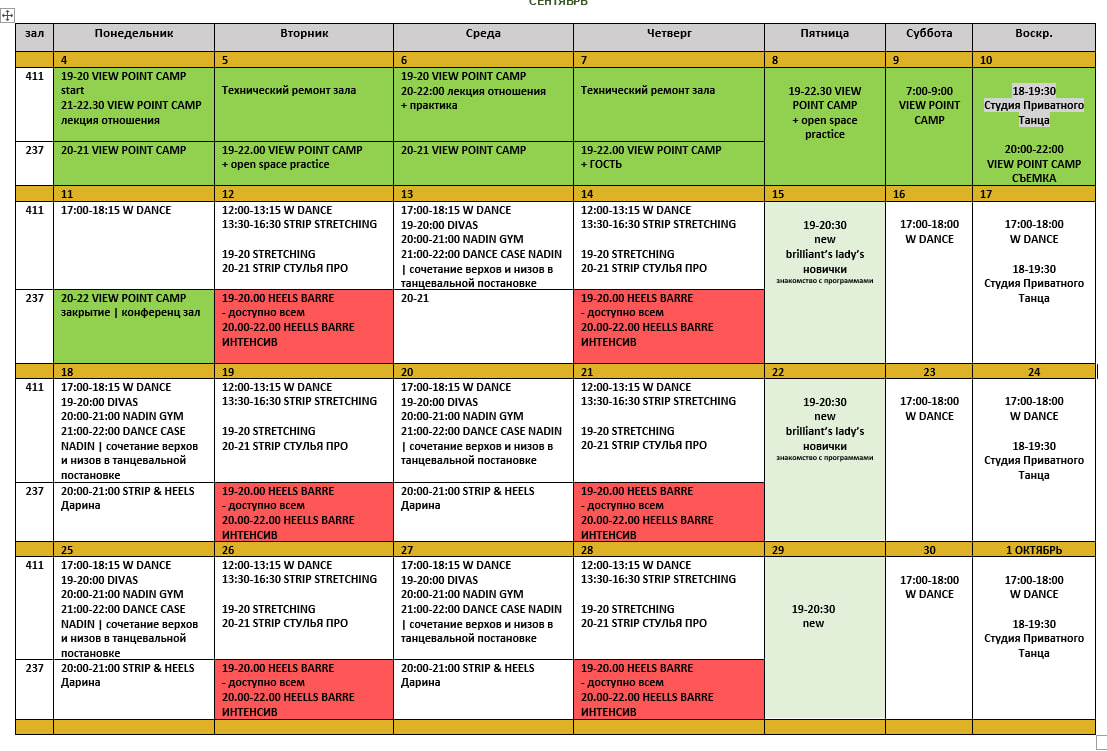 СЕНТЯБРЬ
зал Понедельник Вторник Среда Четверг Пятница Суббота Воскр.
4 5 6 7 8 9 10
411
19-20 VIEW POINT CAMP
start
21-22.30 VIEW POINT CAMP
лекция отношения
Технический ремонт зала
19-20 VIEW POINT CAMP
20-22:00 лекция отношения
+ практика
Технический ремонт зала
19-22.30 VIEW
POINT CAMP
+ open space
practice
7:00-9:00
VIEW POINT
CAMP
18-19:30
Студия Приватного
Танца
20:00-22:00
VIEW POINT CAMP
СЪЕМКА
237
20-21 VIEW POINT CAMP
19-22.00 VIEW POINT CAMP
+ open space practice
20-21 VIEW POINT CAMP
19-22.00 VIEW POINT CAMP
+ ГОСТЬ
11 12 13 14 15 16 17
411
17:00-18:15 W DANCE
12:00-13:15 W DANCE
13:30-16:30 STRIP STRETCHING
19-20 STRETCHING
20-21 STRIP СТУЛЬЯ ПРО
17:00-18:15 W DANCE
19-20:00 DIVAS
20:00-21:00 NADIN GYM
21:00-22:00 DANCE CASE NADIN
| сочетание верхов и низов в
танцевальной постановке
12:00-13:15 W DANCE
13:30-16:30 STRIP STRETCHING
19-20 STRETCHING
20-21 STRIP СТУЛЬЯ ПРО
19-20:30
new
brilliant’s lady’s
новички
знакомство с программами
17:00-18:00
W DANCE
17:00-18:00
W DANCE
18-19:30
Студия Приватного
Танца
237
20-22 VIEW POINT CAMP
закрытие | конференц зал
19-20.00 HEELS BARRE
- доступно всем
20.00-22.00 HEELLS BARRE
ИНТЕНСИВ
20-21
19-20.00 HEELS BARRE
- доступно всем
20.00-22.00 HEELLS BARRE
ИНТЕНСИВ
18 19 20 21 22 23 24
411
17:00-18:15 W DANCE
19-20:00 DIVAS
20:00-21:00 NADIN GYM
21:00-22:00 DANCE CASE
NADIN | сочетание верхов
и низов в танцевальной
постановке
12:00-13:15 W DANCE
13:30-16:30 STRIP STRETCHING
19-20 STRETCHING
20-21 STRIP СТУЛЬЯ ПРО
17:00-18:15 W DANCE
19-20:00 DIVAS
20:00-21:00 NADIN GYM
21:00-22:00 DANCE CASE NADIN
| сочетание верхов и низов в
танцевальной постановке
12:00-13:15 W DANCE
13:30-16:30 STRIP STRETCHING
19-20 STRETCHING
20-21 STRIP СТУЛЬЯ ПРО
19-20:30
new
brilliant’s lady’s
новички
знакомство с программами
17:00-18:00
W DANCE
17:00-18:00
W DANCE
18-19:30
Студия Приватного
Танца
237
20:00-21:00 STRIP & HEELS
Дарина
19-20.00 HEELS BARRE
- доступно всем
20.00-22.00 HEELLS BARRE
ИНТЕНСИВ
20:00-21:00 STRIP & HEELS
Дарина
19-20.00 HEELS BARRE
- доступно всем
20.00-22.00 HEELLS BARRE
ИНТЕНСИВ
25 26 27 28 29 30 1 ОКТЯБРЬ
411
17:00-18:15 W DANCE
19-20:00 DIVAS
20:00-21:00 NADIN GYM
21:00-22:00 DANCE CASE
NADIN | сочетание верхов
и низов в танцевальной
постановке
12:00-13:15 W DANCE
13:30-16:30 STRIP STRETCHING
19-20 STRETCHING
20-21 STRIP СТУЛЬЯ ПРО
17:00-18:15 W DANCE
19-20:00 DIVAS
20:00-21:00 NADIN GYM
21:00-22:00 DANCE CASE NADIN
| сочетание верхов и низов в
танцевальной постановке
12:00-13:15 W DANCE
13:30-16:30 STRIP STRETCHING
19-20 STRETCHING
20-21 STRIP СТУЛЬЯ ПРО
19-20:30
new
17:00-18:00
W DANCE
17:00-18:00
W DANCE
18-19:30
Студия Приватного
Танца
237
20:00-21:00 STRIP & HEELS
Дарина
19-20.00 HEELS BARRE
- доступно всем
20.00-22.00 HEELLS BARRE
ИНТЕНСИВ
20:00-21:00 STRIP & HEELS
Дарина
19-20.00 HEELS BARRE
- доступно всем
20.00-22.00 HEELLS BARRE
ИНТЕНСИВ